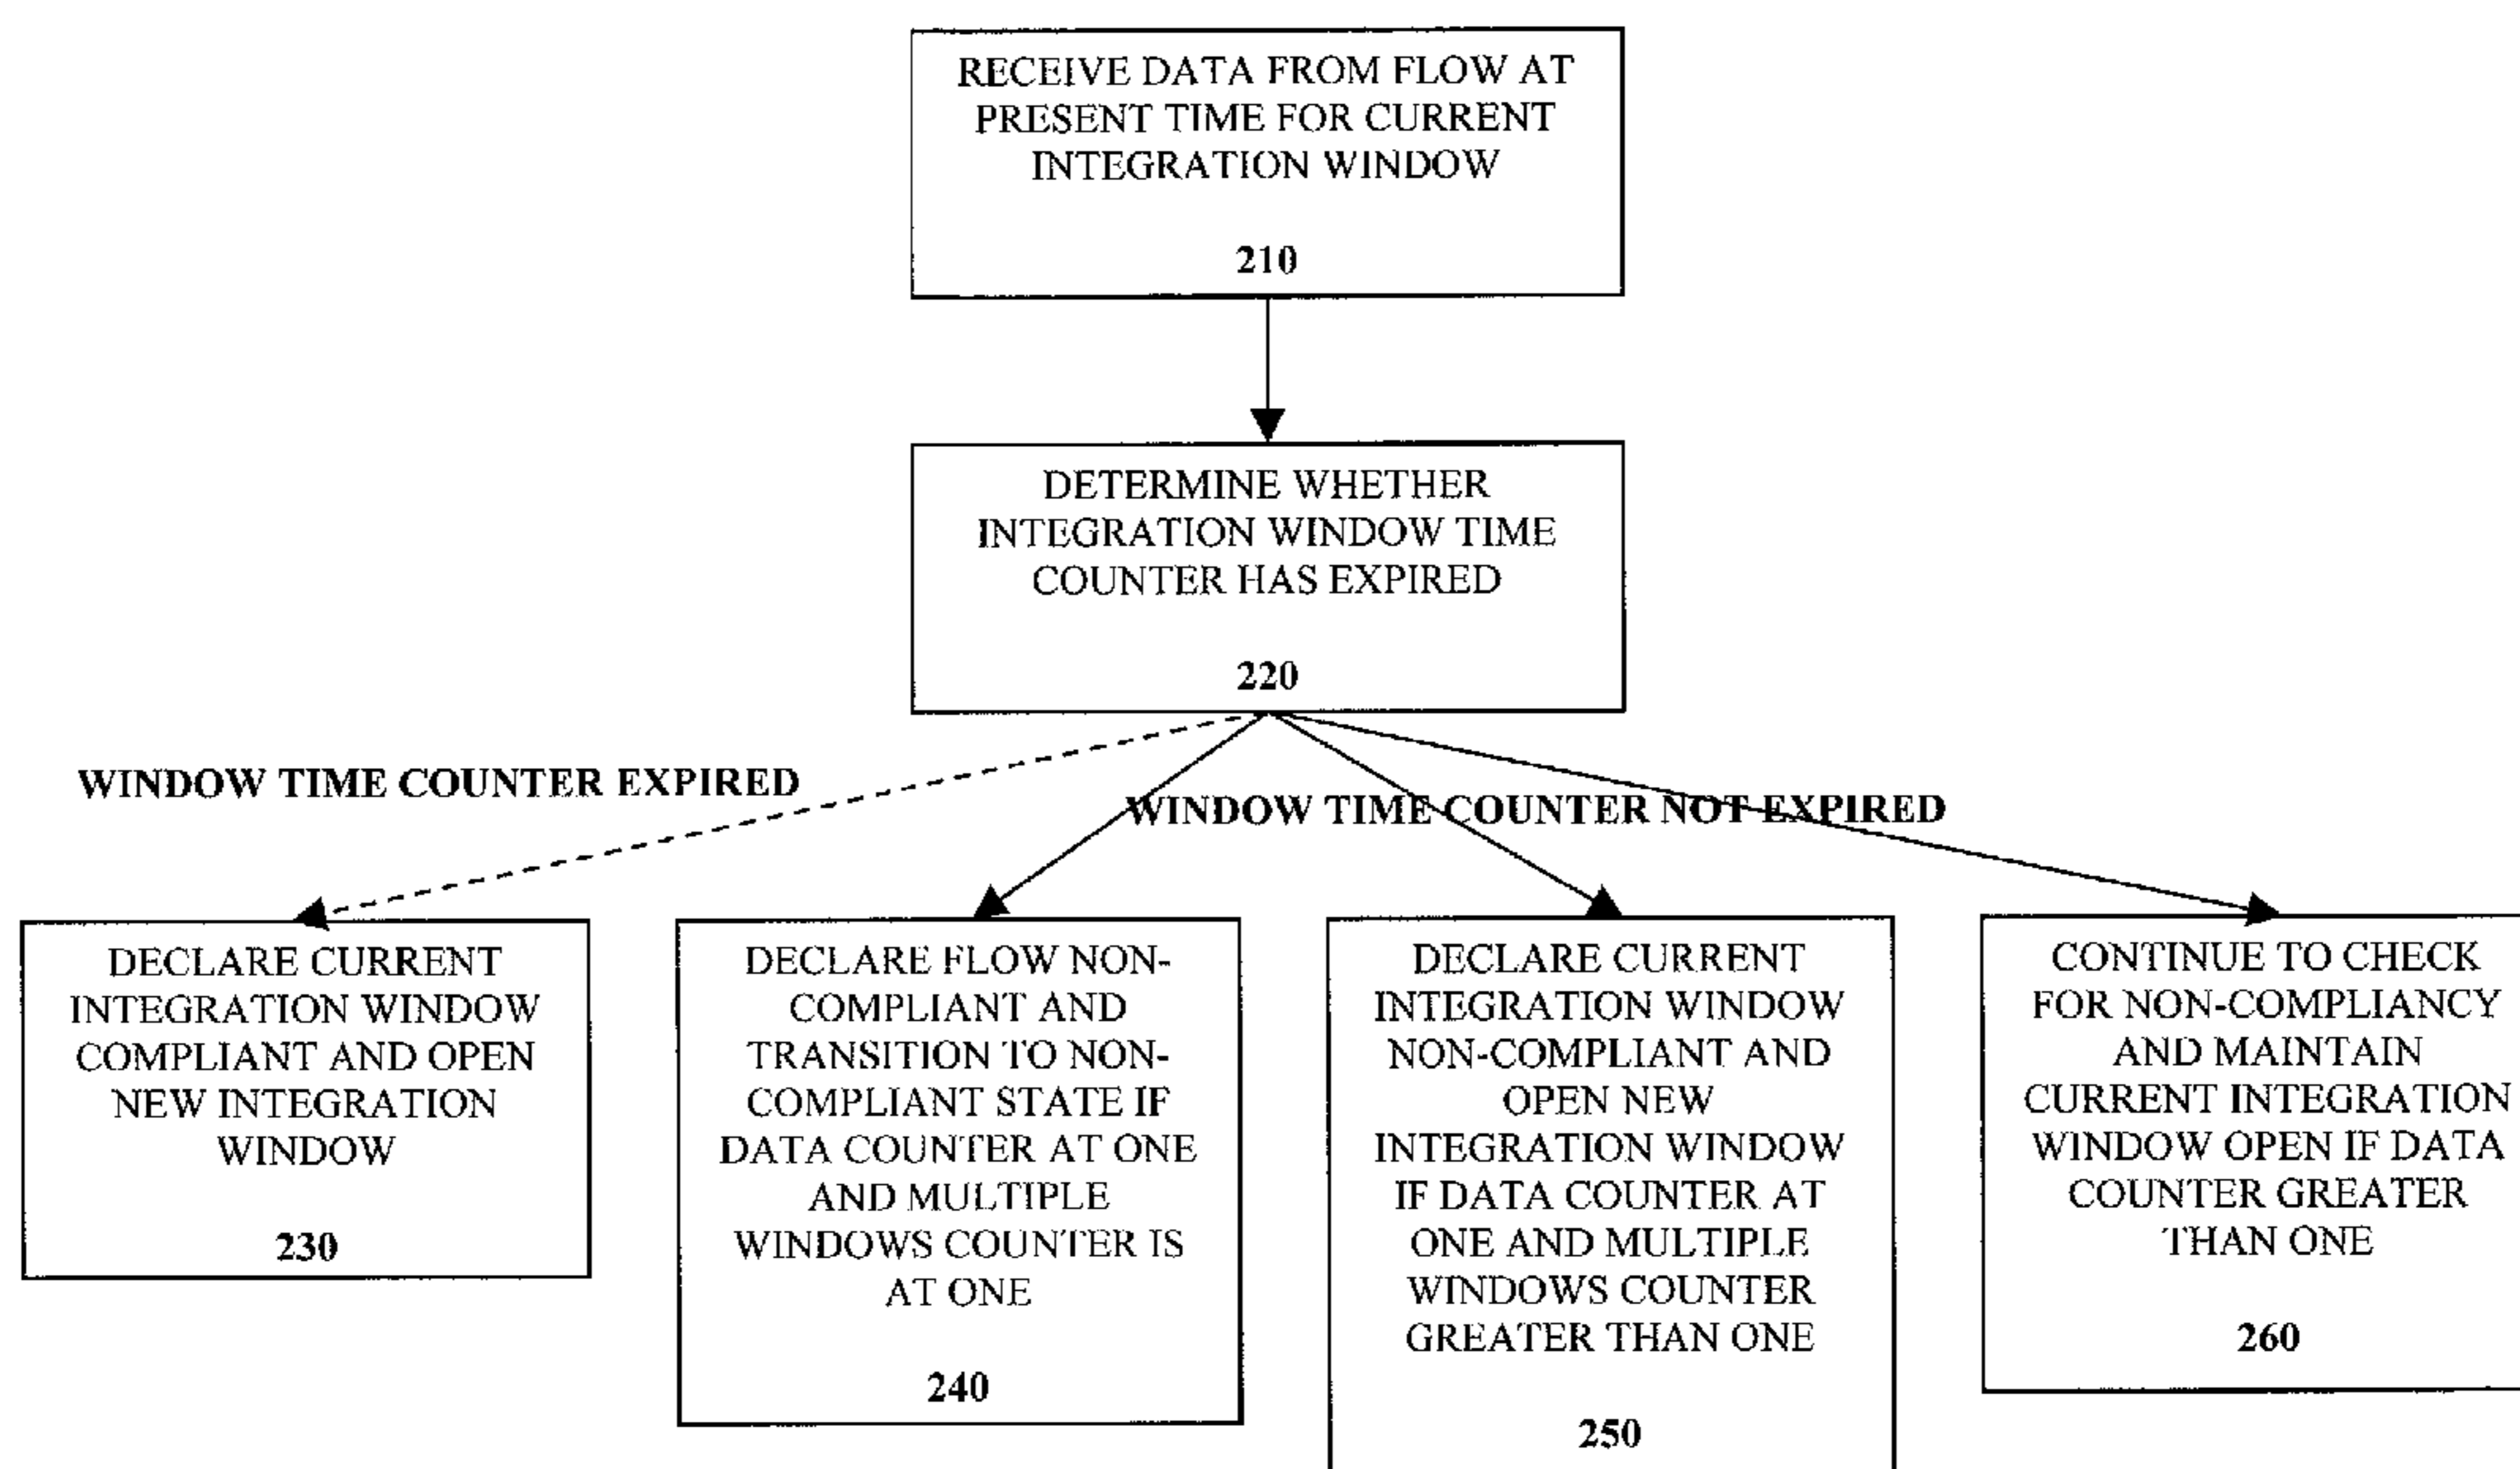 RECEIVE DATA FROM FLOW AT
PRESENT TIME FOR CURRENT
INTEGRATION WINDOW
210
DETERMINE WHETHER
INTEGRATION WINDOW TIME
COUNTER HAS EXPIRED
220
WINDOW TIME COUNTER EXPIRED
WINDOW TIME COUNTER NOT EXPIRED
DECLARE CURRENT
INTEGRATION WINDOW
COMPLIANT AND OPEN
NEW INTEGRATION
WINDOW
230
DECLARE FLOW NON-
COMPLIANT AND
TRANSITION TO NON-
COMPLIANT STATE IF
DATA COUNTER AT ONE
AND MULTIPLE
WINDOWS COUNTER IS
AT ONE
240
DECLARE CURRENT
INTEGRATION WINDOW
NON-COMPLIANT AND
OPEN NEW
INTEGRATION WINDOW
IF DATA COUNTER AT
ONE AND MULTIPLE
WINDOWS COUNTER
GREATER THAN ONE
250
CONTINUE TO CHECK
FOR NON-COMPLIANCY
AND MAINTAIN
CURRENT INTEGRATION
WINDOW OPEN IF DATA
COUNTER GREATER
THAN ONE
260